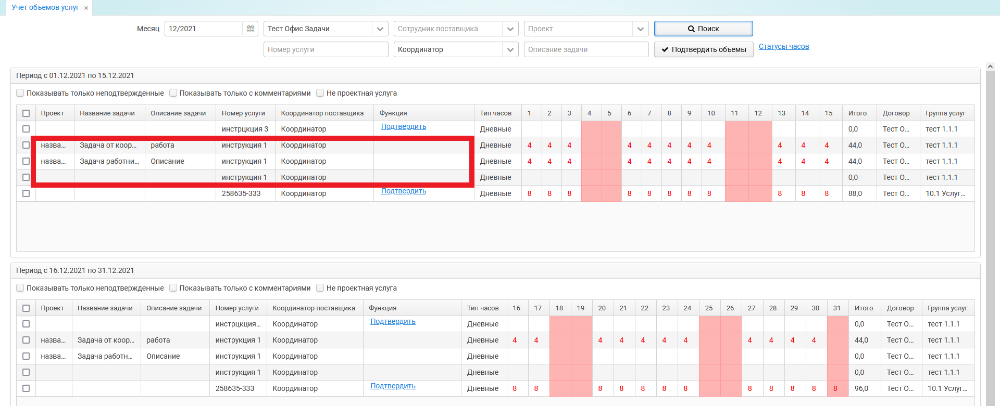 Учет объемов услуг ×
Месяц 12/2021 Тест Офис Задачи Сотрудник поставщика Проект Поиск
Номер услуги Координатор Описание задачи Подтвердить объемы Статусы часов
Период с 01.12.2021 по 15.12.2021
Показывать только неподтвержденные Показывать только с комментариями Не проектная услуга
Проект Название задачи Описание задачи Номер услуги Координатор поставщика Функция Тип часов 1 2 3 4 5 6 7 8 9 10 11 12 13 14 15 Итого Договор Группа услуг
инстрцкция 3 Координатор Подтвердить Дневные 0,0 Тест О... тест 1.1.1
назва... Задача от коор... работа инструкция 1 Координатор Дневные 4 4 4 4 4 4 4 4 4 4 4 44,0 Тест О... тест 1.1.1
назва... Задача работни... Описание инструкция 1 Координатор Дневные 4 4 4 4 4 4 4 4 4 4 4 44,0 Тест О... тест 1.1.1
инструкция 1 Координатор Дневные 0,0 Тест О... тест 1.1.1
258635-333 Координатор Подтвердить Дневные 8 8 8 8 8 8 8 8 8 8 8 88,0 Тест О... 10.1 Услуг...
Период с 16.12.2021 по 31.12.2021
Показывать только неподтвержденные Показывать только с комментариями Не проектная услуга
Проект Название задачи Описание задачи Номер услуги Координатор поставщика Функция Тип часов 16 17 18 19 20 21 22 23 24 25 26 27 28 29 30 31 Итого Договор Группа услуг
инстрцкция... Координатор Подтвердить Дневные 0,0 Тест О... тест 1.1.1
назва... Задача от коор... работа инструкция 1 Координатор Дневные 4 4 4 4 4 4 4 4 4 4 4 44,0 Тест О... тест 1.1.1
назва... Задача работн... Описание инструкция 1 Координатор Дневные 0,0 Тест О... тест 1.1.1
инструкция 1 Координатор Дневные 0,0 Тест О... тест 1.1.1
258635-333 Координатор Подтвердить Дневные 8 8 8 8 8 8 8 8 8 8 8 8 96,0 Тест О... 10.1 Услуг...